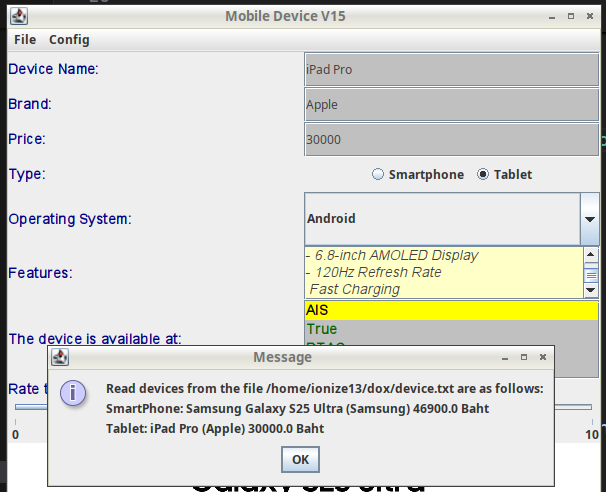 Mobile Device V15
File Config
Device Name: iPad Pro
Brand: Apple
Price: 30000
Type: Smartphone Tablet
Operating System: Android
- 6.8-inch AMOLED Display
- 120Hz Refresh Rate
Features:
Fast Charging
AIS
True
The device is available at:
Message
Read devices from the file /home/ionize13/dox/device.txt are as follows:
SmartPhone: Samsung Galaxy S25 Ultra (Samsung) 46900.0 Baht
Tablet: iPad Pro (Apple) 30000.0 Baht
OK
Rate
0 10
Galaxy S25 Ultra